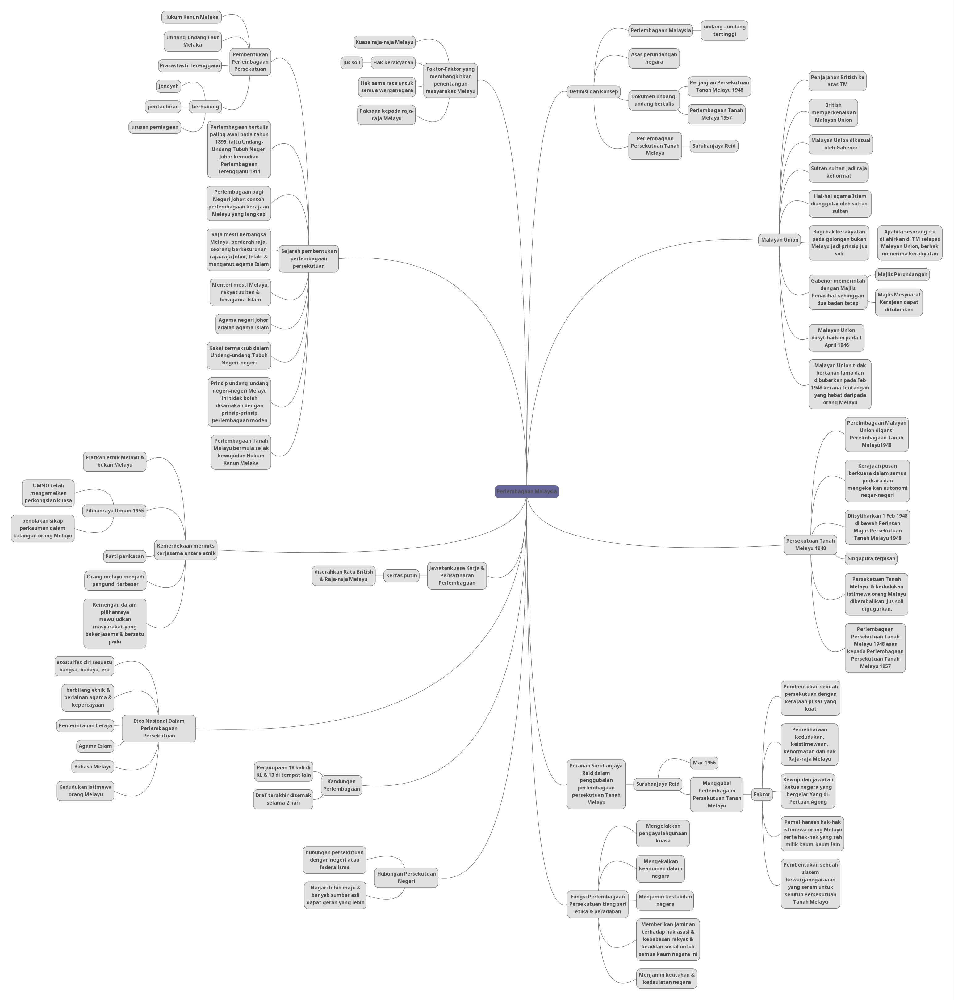 Perlembagaan Malaysia
Definisi dan konsep
Perlembagaan Malaysia
undang - undang
tertinggi
Asas perundangan
negara
Dokumen undang-
undang bertulis
Perjanjian Persekutuan
Tanah Melayu 1948
Perlembagaan Tanah
Melayu 1957
Perlembagaan
Persekutuan Tanah
Melayu
Suruhanjaya Reid
Malayan Union
Penjajahan British ke
atas TM
British
memperkenalkan
Malayan Union
Malayan Union diketuai
oleh Gabenor
Sultan-sultan jadi raja
kehormat
Hal-hal agama Islam
dianggotai oleh sultan-
sultan
Bagi hak kerakyatan
pada golongan bukan
Melayu jadi prinsip jus
soli
Apabila sesorang itu
dilahirkan di TM selepas
Malayan Union, berhak
menerima kerakyatan
Gabenor memerintah
dengan Majlis
Penasihat sehinggan
dua badan tetap
Majlis Perundangan
Majlis Mesyuarat
Kerajaan dapat
ditubuhkan
Malayan Union
diisytiharkan pada 1
April 1946
Malayan Union tidak
bertahan lama dan
dibubarkan pada Feb
1948 kerana tentangan
yang hebat daripada
orang Melayu
Persekutuan Tanah
Melayu 1948
Perelmbagaan Malayan
Union diganti
Perelmbagaan Tanah
Melayu1948
Kerajaan pusan
berkuasa dalam semua
perkara dan
mengekalkan autonomi
negar-negeri
Diisytiharkan 1 Feb 1948
di bawah Perintah
Majlis Persekutuan
Tanah Melayu 1948
Singapura terpisah
Perseketuan Tanah
Melayu & kedudukan
istimewa orang Melayu
dikembalikan. Jus soli
digugurkan.
Perlembagaan
Persekutuan Tanah
Melayu 1948 asas
kepada Perlembagaan
Persekutuan Tanah
Melayu 1957
Peranan Suruhanjaya
Reid dalam
penggubalan
perlembagaan
persekutuan Tanah
Melayu
Suruhanjaya Reid
Mac 1956
Menggubal
Perlembagaan
Persekutuan Tanah
Melayu
Faktor
Pembentukan sebuah
persekutuan dengan
kerajaan pusat yang
kuat
Pemeliharaan
kedudukan,
keistimewaan,
kehormatan dan hak
Raja-raja Melayu
Kewujudan jawatan
ketua negara yang
bergelar Yang di-
Pertuan Agong
Pemeliharaan hak-hak
istimewa orang Melayu
serta hak-hak yang sah
milik kaum-kaum lain
Pembentukan sebuah
sistem
kewarganegaraaan
yang seram untuk
seluruh Persekutuan
Tanah Melayu
Fungsi Perlembagaan
Persekutuan tiang seri
etika & peradaban
Mengelakkan
pengayalahgunaan
kuasa
Mengekalkan
keamanan dalam
negara
Menjamin kestabilan
negara
Memberikan jaminan
terhadap hak asasi &
kebebasan rakyat &
keadilan sosial untuk
semua kaum negara ini
Menjamin keutuhan &
kedaulatan negara
Faktor-Faktor yang
membangkitkan
penentangan
masyarakat Melayu
Kuasa raja-raja Melayu
Hak kerakyatan
jus soli
Hak sama rata untuk
semua warganegara
Paksaan kepada raja-
raja Melayu
Sejarah pembentukan
perlembagaan
persekutuan
Pembentukan
Perlembagaan
Persekutuan
Hukum Kanun Melaka
Undang-undang Laut
Melaka
Prasastasti Terengganu
berhubung
jenayah
pentadbiran
urusan perniagaan
Perlembagaan bertulis
paling awal pada tahun
1895, iaitu Undang-
Undang Tubuh Negeri
Johor kemudian
Perlembagaan
Terengganu 1911
Perlembagaan bagi
Negeri Johor: contoh
perlembagaan kerajaan
Melayu yang lengkap
Raja mesti berbangsa
Melayu, berdarah raja,
seorang berketurunan
raja-raja Johor, lelaki &
menganut agama Islam
Menteri mesti Melayu,
rakyat sultan &
beragama Islam
Agama negeri Johor
adalah agama Islam
Kekal termaktub dalam
Undang-undang Tubuh
Negeri-negeri
Prinsip undang-undang
negeri-negeri Melayu
ini tidak boleh
disamakan dengan
prinsip-prinsip
perlembagaan moden
Perlembagaan Tanah
Melayu bermula sejak
kewujudan Hukum
Kanun Melaka
Kemerdekaan merinits
kerjasama antara etnik
Eratkan etnik Melayu &
bukan Melayu
Pilihanraya Umum 1955
UMNO telah
mengamalkan
perkongsian kuasa
penolakan sikap
perkauman dalam
kalangan orang Melayu
Parti perikatan
Orang melayu menjadi
pengundi terbesar
Kemengan dalam
pilihanraya
mewujudkan
masyarakat yang
bekerjasama & bersatu
padu
Jawatankuasa Kerja &
Perisytiharan
Perlembagaan
Kertas putih
diserahkan Ratu British
& Raja-raja Melayu
Etos Nasional Dalam
Perlembagaan
Persekutuan
etos: sifat ciri sesuatu
bangsa, budaya, era
berbilang etnik &
berlainan agama &
kepercayaan
Pemerintahan beraja
Agama Islam
Bahasa Melayu
Kedudukan istimewa
orang Melayu
Kandungan
Perlembagaan
Perjumpaan 18 kali di
KL & 13 di tempat lain
Draf terakhir disemak
selama 2 hari
Hubungan Persekutuan
Negeri
hubungan persekutuan
dengan negeri atau
federalisme
Nagari lebih maju &
banyak sumber asli
dapat geran yang lebih